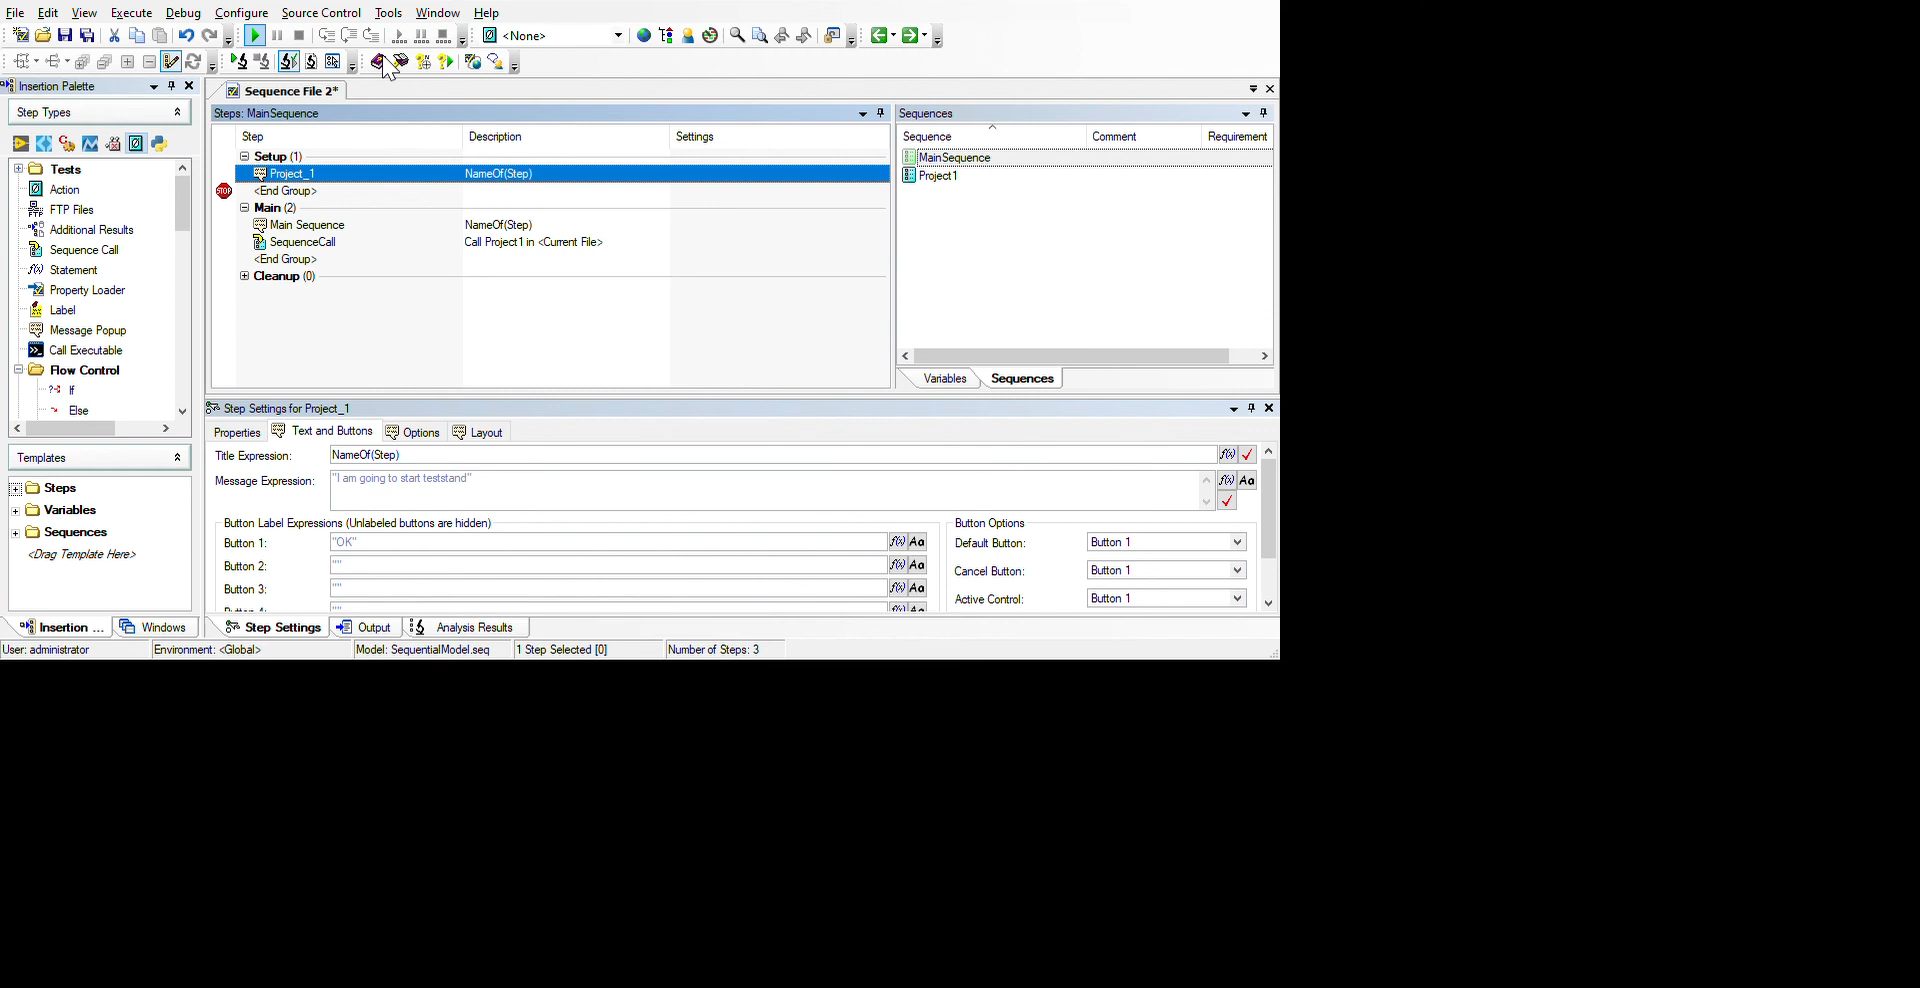 File Edit View Execute Debug Configure Source Control Tools Window Help
<None>
Insertion Palette
Step Types
Tests
Action
FTP Files
Additional Results
Sequence Call
Statement
Property Loader
Label
Message Popup
Call Executable
Flow Control
If
Else
Templates
Steps
Variables
Sequences
<Drag Template Here>
Insertion ... Windows
Sequence File 2*
Steps: MainSequence
Step Description Settings
Setup (1)
Project_1 NameOf(Step)
STOP <End Group>
Main (2)
Main Sequence NameOf(Step)
SequenceCall Call Project1 in <Current File>
<End Group>
Cleanup (0)
Sequences
Sequence Comment Requirement
MainSequence
Project1
Variables Sequences
Step Settings for Project_1
Properties Text and Buttons Options Layout
Title Expression: NameOf(Step) f(x)
Message Expression: "I am going to start teststand" f(x) Aa
Button Label Expressions (Unlabeled buttons are hidden)
Button 1: "OK" f(x) Aa
Button 2: "" f(x) Aa
Button 3: "" f(x) Aa
Button 4: "" f(x) Aa
Button Options
Default Button: Button 1
Cancel Button: Button 1
Active Control: Button 1
Step Settings Output Analysis Results
User: administrator Environment: <Global> Model: SequentialModel.seq 1 Step Selected [0] Number of Steps: 3